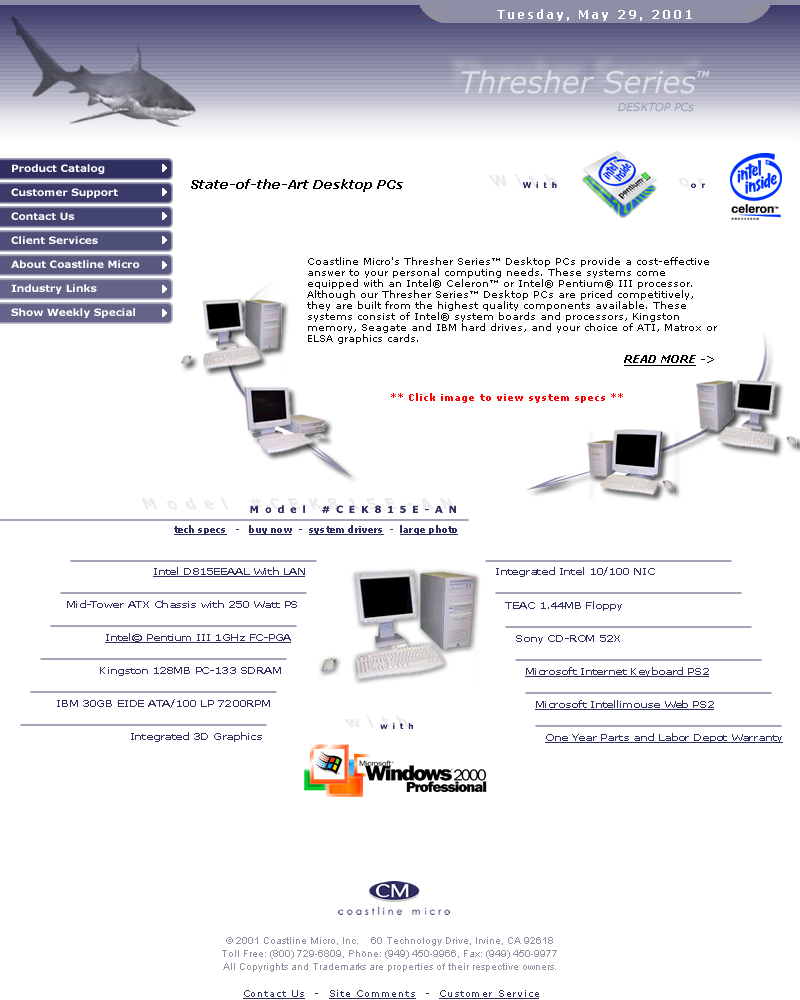 Tuesday, May 29, 2001
Thresher Series™
DESKTOP PCs
Product Catalog
Customer Support
Contact Us
Client Services
About Coastline Micro
Industry Links
Show Weekly Special
State-of-the-Art Desktop PCs
With
intel inside
pentium III
or
intel inside
celeron™
PROCESSOR
Coastline Micro's Thresher Series™ Desktop PCs provide a cost-effective
answer to your personal computing needs. These systems come
equipped with an Intel® Celeron™ or Intel® Pentium® III processor.
Although our Thresher Series™ Desktop PCs are priced competitively,
they are built from the highest quality components available. These
systems consist of Intel® system boards and processors, Kingston
memory, Seagate and IBM hard drives, and your choice of ATI, Matrox or
ELSA graphics cards.
READ MORE ->
** Click image to view system specs **
Model #CEK815E-AN
tech specs - buy now - system drivers - large photo
Intel D815EEAAL With LAN
Mid-Tower ATX Chassis with 250 Watt PS
Intel© Pentium III 1GHz FC-PGA
Kingston 128MB PC-133 SDRAM
IBM 30GB EIDE ATA/100 LP 7200RPM
Integrated 3D Graphics
Integrated Intel 10/100 NIC
TEAC 1.44MB Floppy
Sony CD-ROM 52X
Microsoft Internet Keyboard PS2
Microsoft Intellimouse Web PS2
One Year Parts and Labor Depot Warranty
with
Microsoft
Windows 2000
Professional
CM
coastline micro
© 2001 Coastline Micro, Inc. 60 Technology Drive, Irvine, CA 92618
Toll Free: (800) 729-6809, Phone: (949) 450-9966, Fax: (949) 450-9977
All Copyrights and Trademarks are properties of their respective owners.
Contact Us - Site Comments - Customer Service